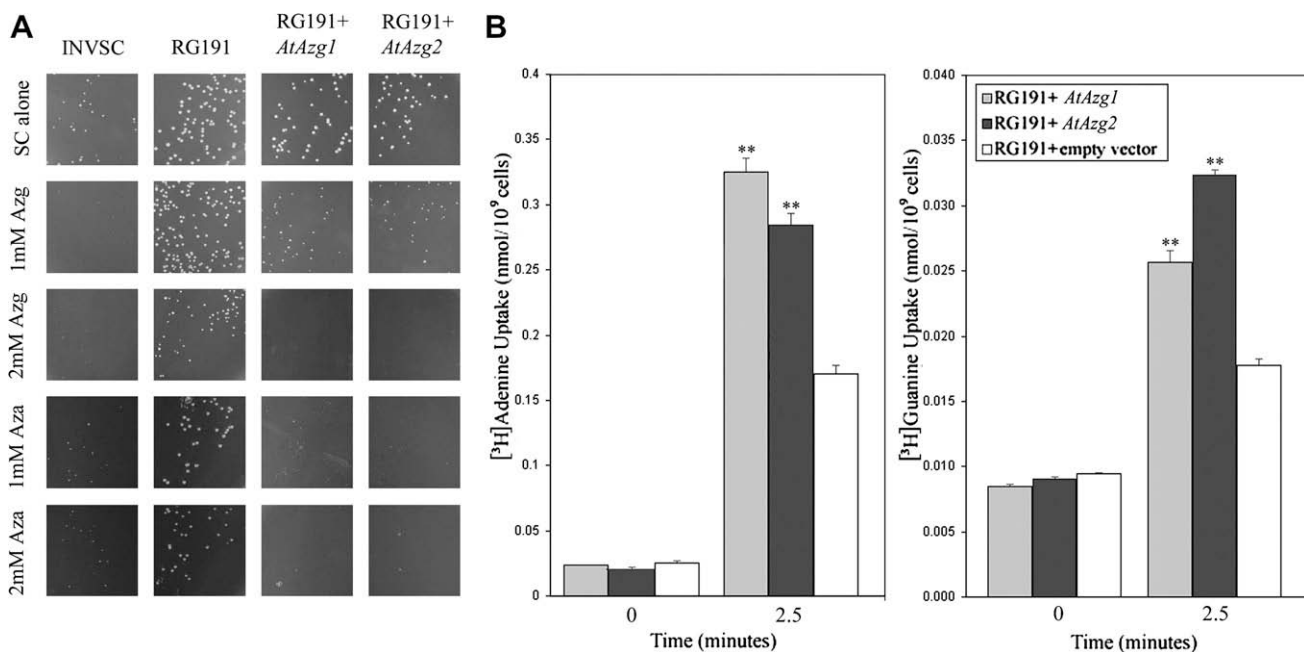 A
INVSC
RG191
RG191+
AtAzg1
RG191+
AtAzg2
SC alone
1mM Azg
2mM Azg
1mM Aza
2mM Aza
B
[³H]Adenine Uptake (nmol/10⁹ cells)
0.4
0.35
0.3
0.25
0.2
0.15
0.1
0.05
0
**
**
0
2.5
Time (minutes)
[³H]Guanine Uptake (nmol/10⁹ cells)
0.040
0.035
0.030
0.025
0.020
0.015
0.010
0.005
0.000
RG191+ AtAzg1
RG191+ AtAzg2
RG191+empty vector
**
**
0
2.5
Time (minutes)